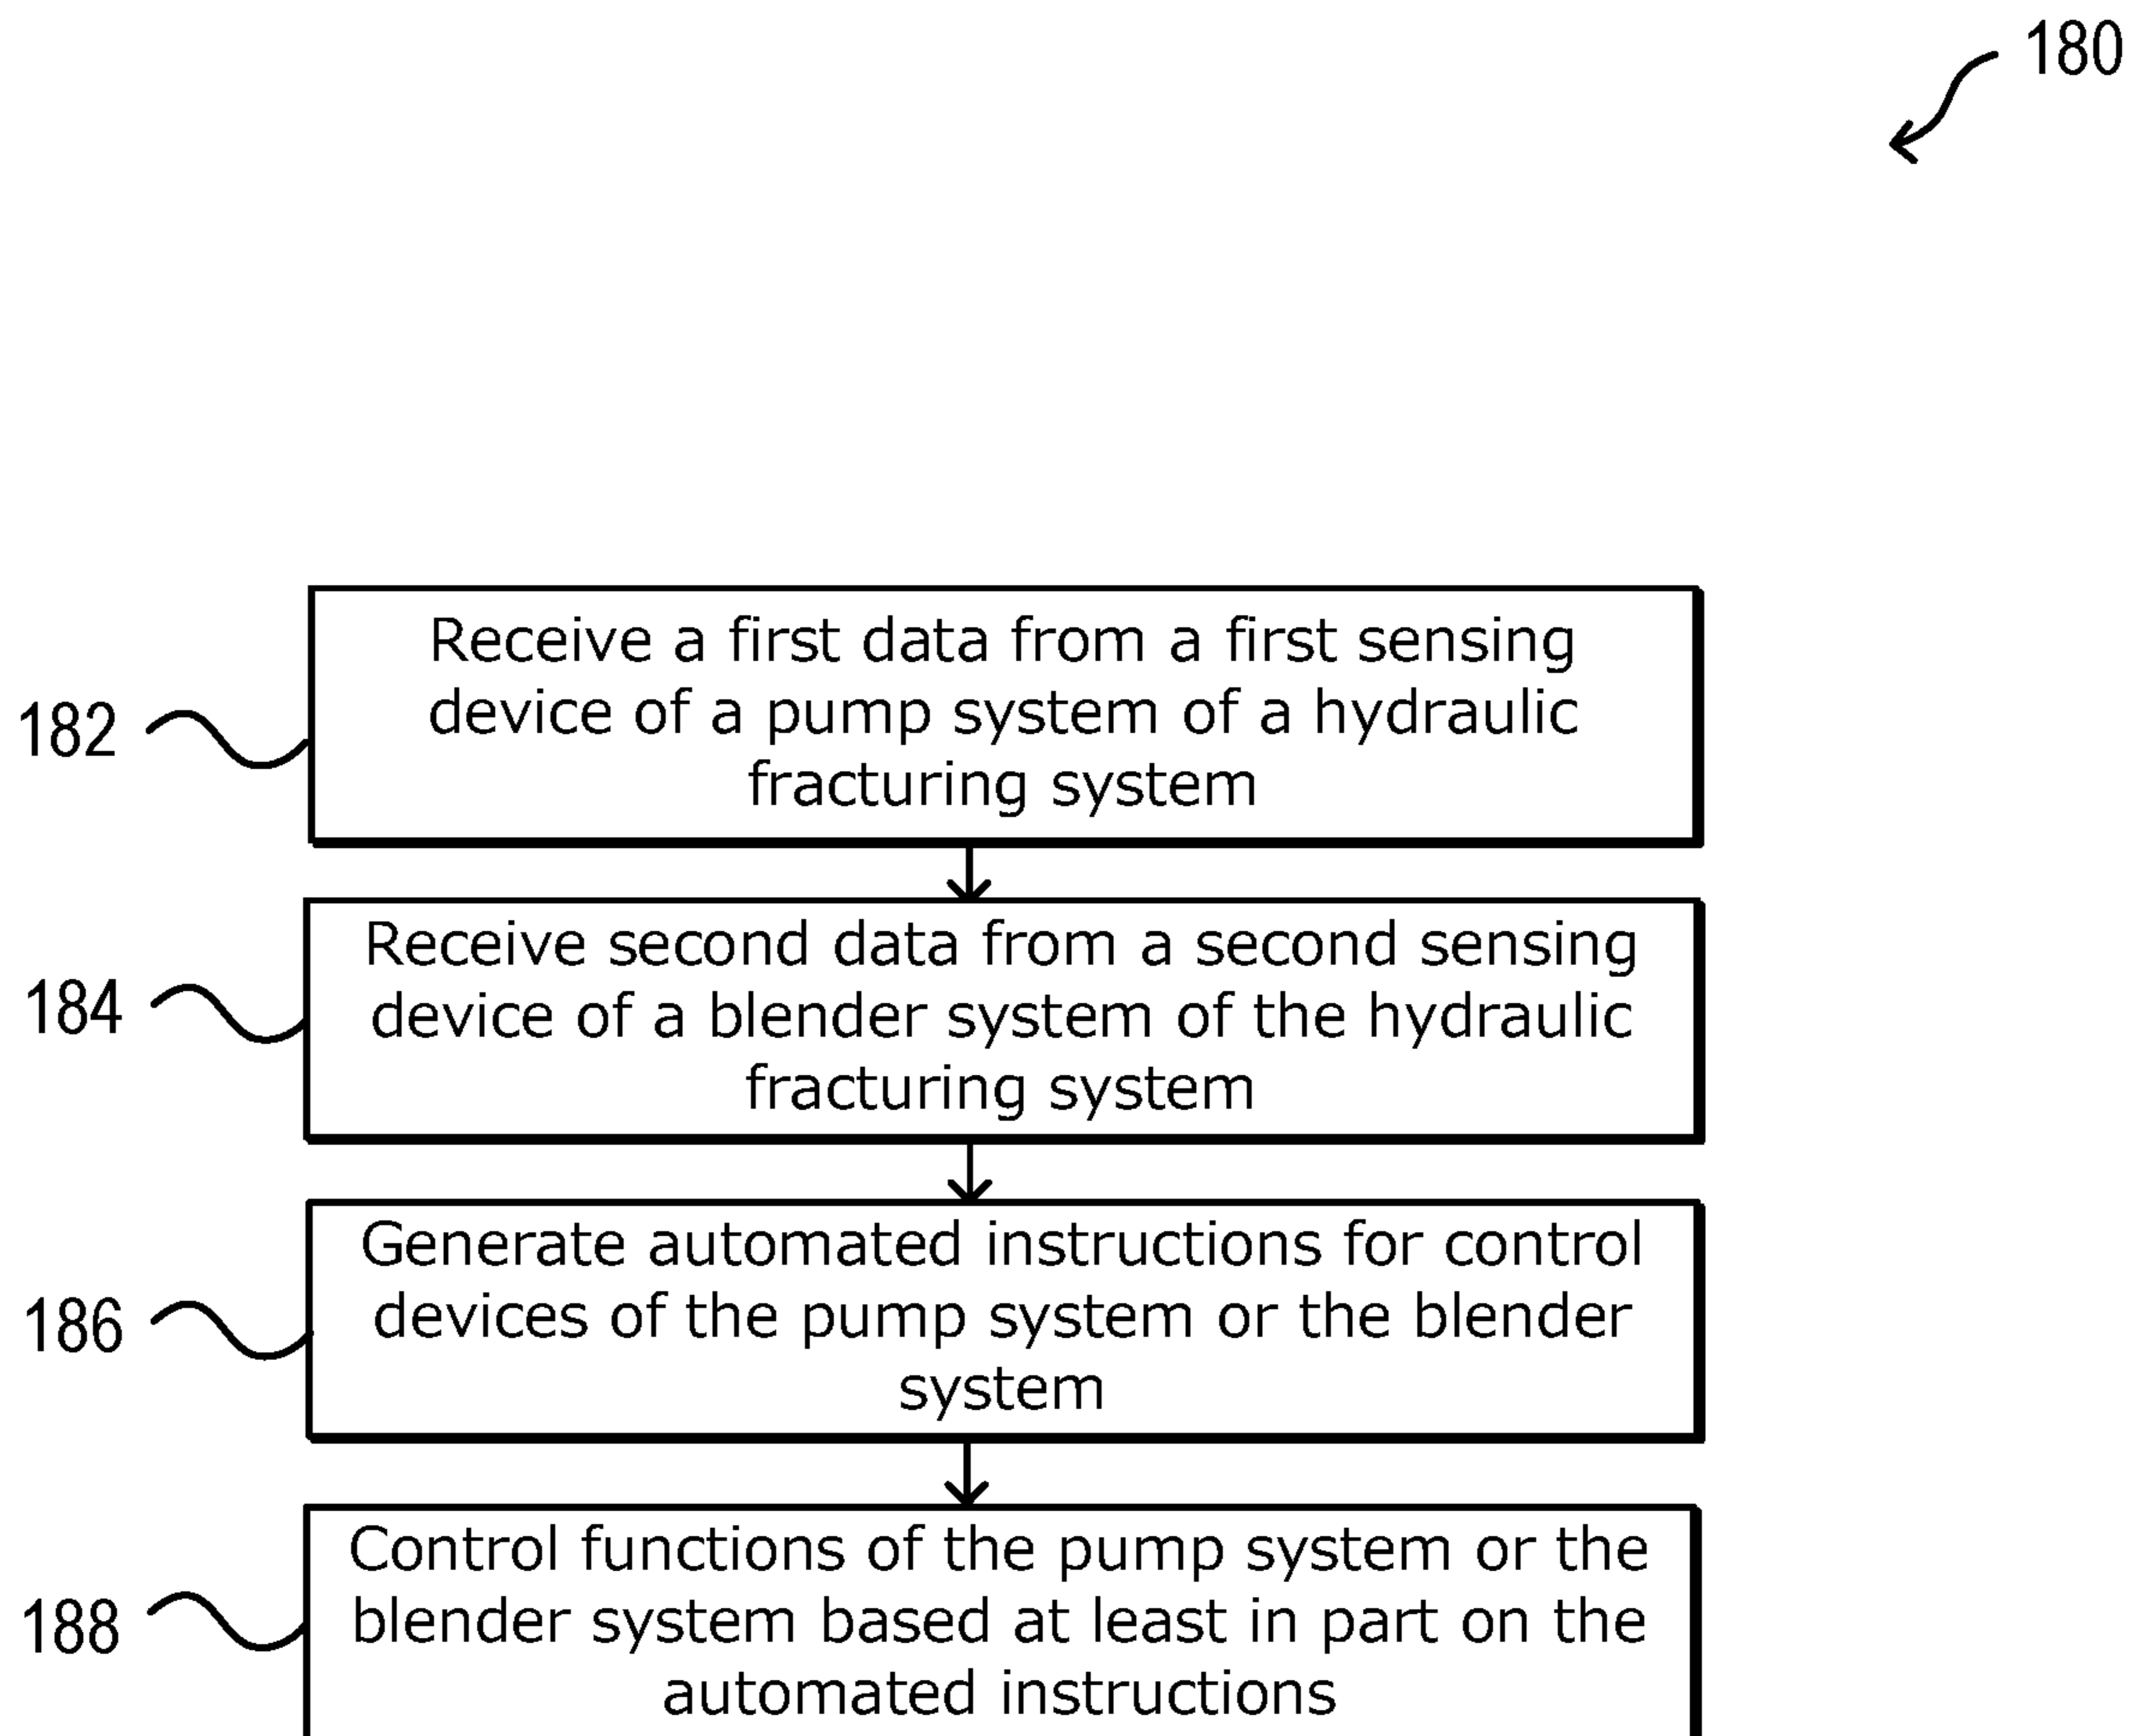 180
182
Receive a first data from a first sensing
device of a pump system of a hydraulic
fracturing system
184
Receive second data from a second sensing
device of a blender system of the hydraulic
fracturing system
186
Generate automated instructions for control
devices of the pump system or the blender
system
188
Control functions of the pump system or the
blender system based at least in part on the
automated instructions